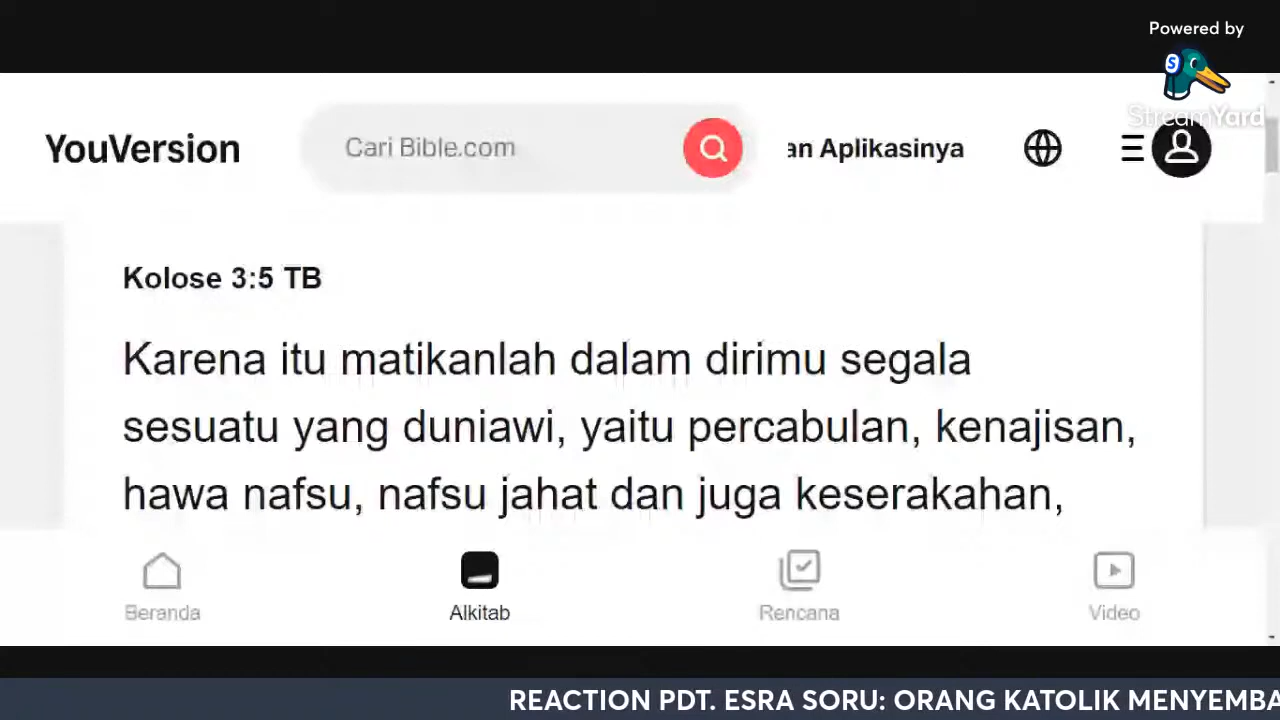 Powered by
StreamYard
YouVersion
Cari Bible.com
an Aplikasinya
Kolose 3:5 TB
Karena itu matikanlah dalam dirimu segala
sesuatu yang duniawi, yaitu percabulan, kenajisan,
hawa nafsu, nafsu jahat dan juga keserakahan,
Beranda
Alkitab
Rencana
Video
REACTION PDT. ESRA SORU: ORANG KATOLIK MENYEMBA